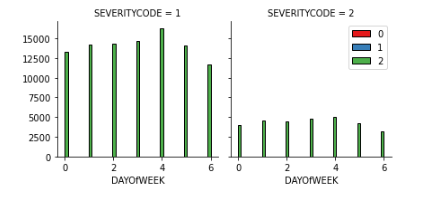 SEVERITYCODE = 1
SEVERITYCODE = 2
15000
12500
10000
7500
5000
2500
0
0
1
2
0 2 4 6
0 2 4 6
DAYOfWEEK
DAYOfWEEK